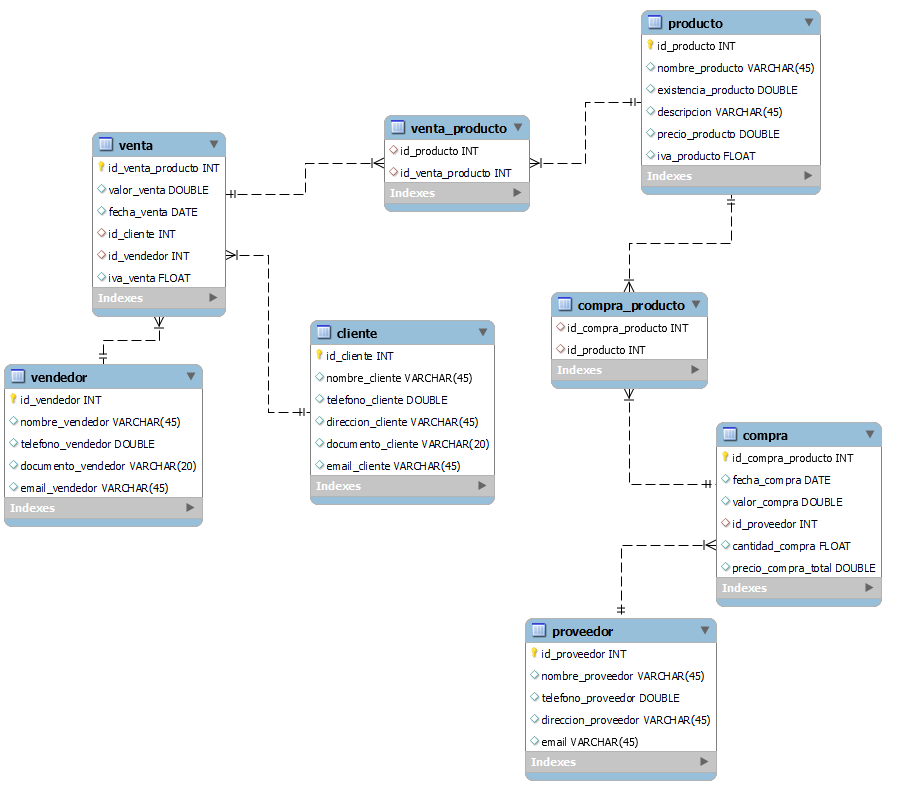 producto
id_producto INT
nombre_producto VARCHAR(45)
existencia_producto DOUBLE
descripcion VARCHAR(45)
precio_producto DOUBLE
iva_producto FLOAT
Indexes
venta_producto
id_producto INT
id_venta_producto INT
Indexes
venta
id_venta_producto INT
valor_venta DOUBLE
fecha_venta DATE
id_cliente INT
id_vendedor INT
iva_venta FLOAT
Indexes
compra_producto
id_compra_producto INT
id_producto INT
Indexes
cliente
id_cliente INT
nombre_cliente VARCHAR(45)
telefono_cliente DOUBLE
direccion_cliente VARCHAR(45)
documento_cliente VARCHAR(20)
email_cliente VARCHAR(45)
Indexes
vendedor
id_vendedor INT
nombre_vendedor VARCHAR(45)
telefono_vendedor DOUBLE
documento_vendedor VARCHAR(20)
email_vendedor VARCHAR(45)
Indexes
compra
id_compra_producto INT
fecha_compra DATE
valor_compra DOUBLE
id_proveedor INT
cantidad_compra FLOAT
precio_compra_total DOUBLE
Indexes
proveedor
id_proveedor INT
nombre_proveedor VARCHAR(45)
telefono_proveedor DOUBLE
direccion_proveedor VARCHAR(45)
email VARCHAR(45)
Indexes